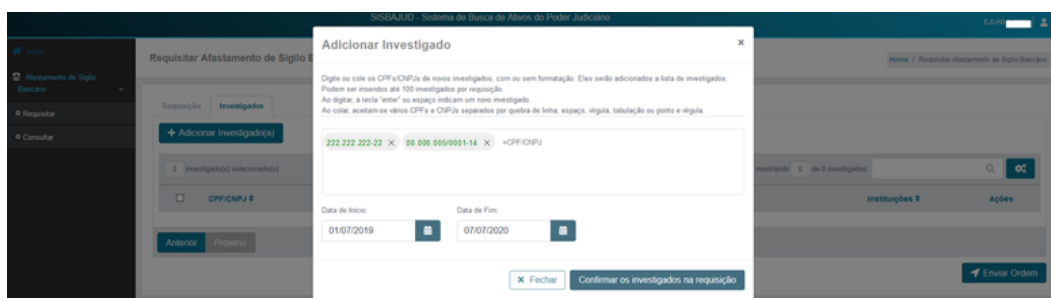 SISBAJUD - Sistema de Busca de Ativos do Poder Judiciário
Início
Afastamento de Sigilo
Bancário
Requisitar
Consultar
Requisitar Afastamento de Sigilo
Home / Requisitar Afastamento de Sigilo Bancário
Requisição Investigados
+ Adicionar Investigado(a)
0 investigado(s) selecionado(s)
mostrando 0 de 0 investigados
CPF/CNPJ
Instituições
Ações
Anterior Próximo
Enviar Ordem
Adicionar Investigado
×
Digite ou cole os CPFs/CNPJs de novos investigados, com ou sem formatação. Eles serão adicionados a lista de investigados.
Podem ser inseridos até 100 investigados por requisição.
Ao digitar, a tecla "enter" ou espaço indicam um novo investigado.
Ao colar, aceitam-se vários CPFs e CNPJs separados por quebra de linha, espaço, vírgula, tabulação ou ponto e vírgula.
222.222.222-22 × 00.000.005/0001-14 × +CPF/CNPJ
Data de Início: Data de Fim:
01/07/2019 07/07/2020
× Fechar Confirmar os investigados na requisição